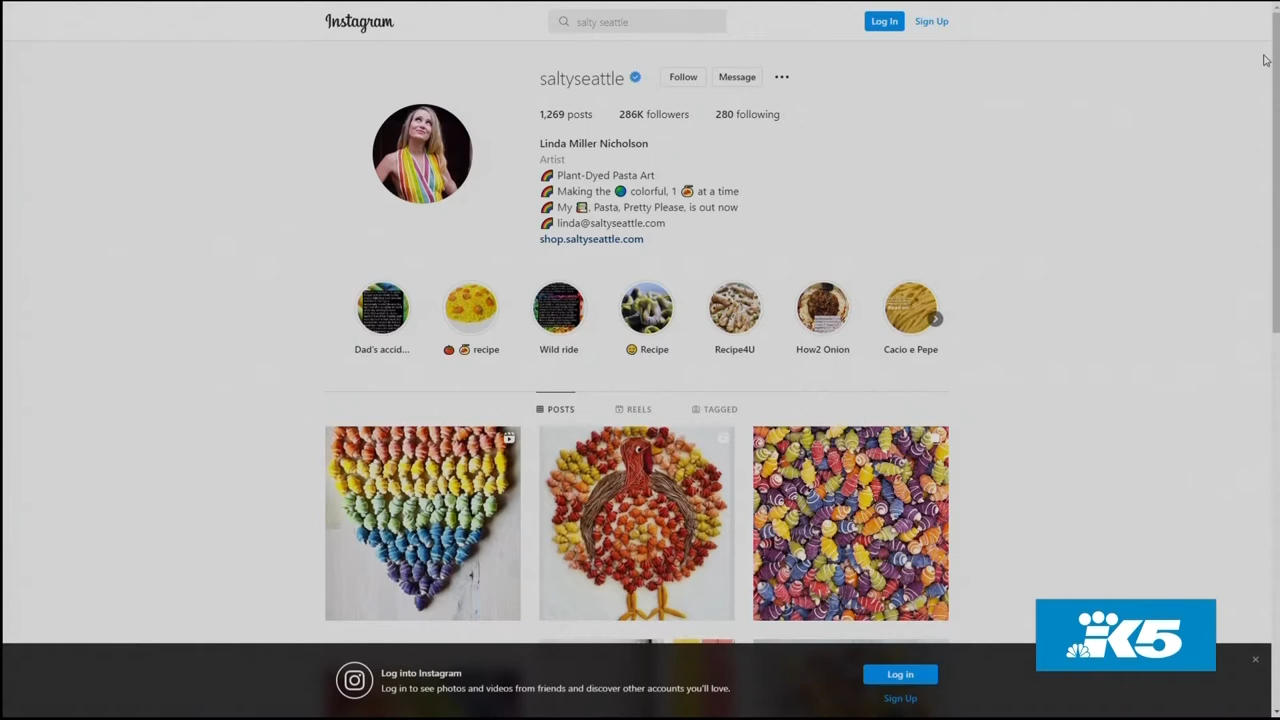 Instagram
salty seattle
Log In
Sign Up
saltyseattle
Follow
Message
1,269 posts
286K followers
280 following
Linda Miller Nicholson
Artist
🌈 Plant-Dyed Pasta Art
🌈 Making the 🌎 colorful, 1 🍝 at a time
🌈 My 📔, Pasta, Pretty Please, is out now
🌈 linda@saltyseattle.com
shop.saltyseattle.com
Dad's accid...
🍅 🍝 recipe
Wild ride
Recipe
Recipe4U
How2 Onion
Cacio e Pepe
POSTS
REELS
TAGGED
Log into Instagram
Log in to see photos and videos from friends and discover other accounts you'll love.
Log in
Sign Up
K5